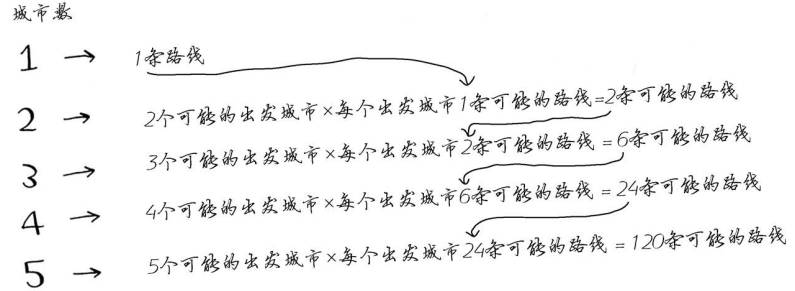 城市数
1 → 1条路线
2 → 2个可能的出发城市×每个出发城市1条可能的路线=2条可能的路线
3 → 3个可能的出发城市×每个出发城市2条可能的路线=6条可能的路线
4 → 4个可能的出发城市×每个出发城市6条可能的路线=24条可能的路线
5 → 5个可能的出发城市×每个出发城市24条可能的路线=120条可能的路线